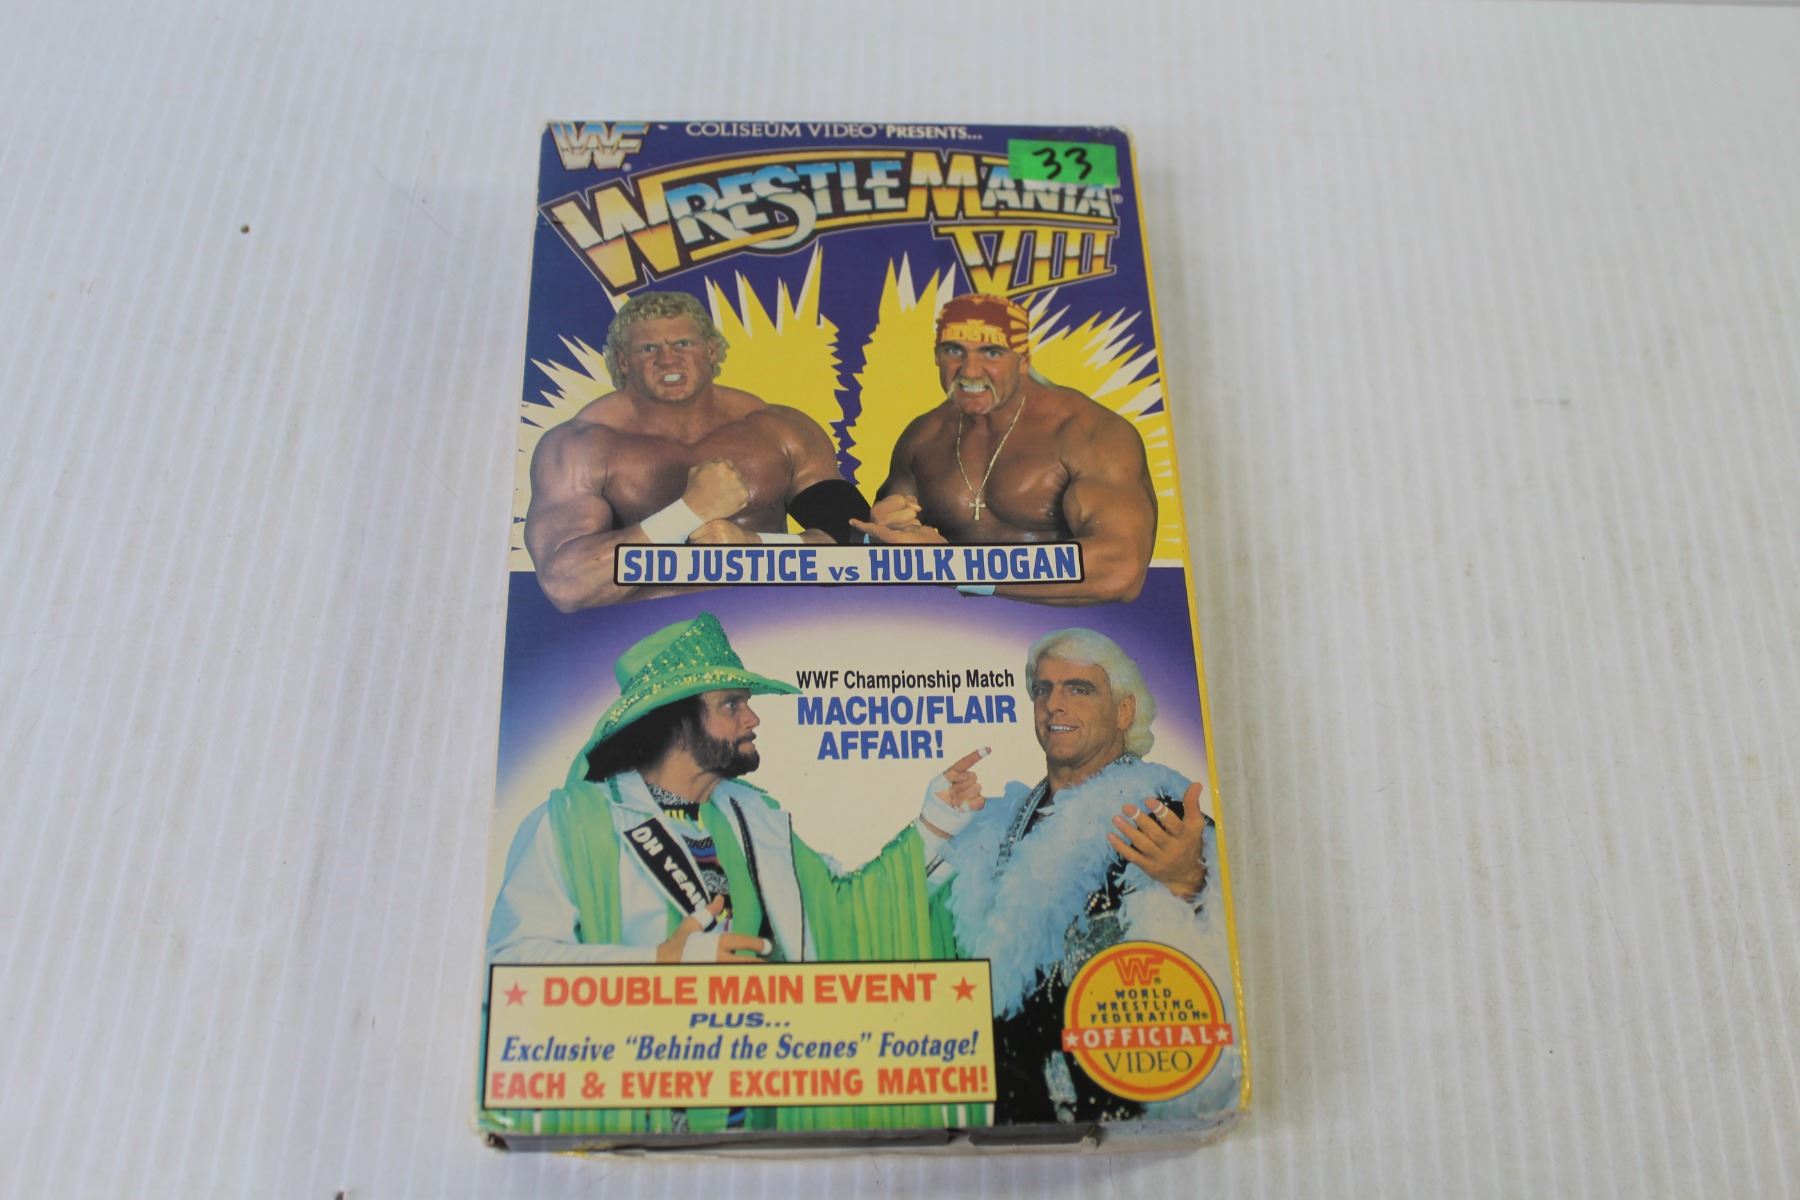 WF
COLISEUM VIDEO PRESENTS...
33
WRESTLEMANIA
VIII
HULKSTER
SID JUSTICE vs HULK HOGAN
WWF Championship Match
MACHO/FLAIR
AFFAIR!
OH YEAH
★ DOUBLE MAIN EVENT ★
PLUS...
Exclusive "Behind the Scenes" Footage!
EACH & EVERY EXCITING MATCH!
WF
WORLD
WRESTLING
FEDERATION®
★OFFICIAL★
VIDEO